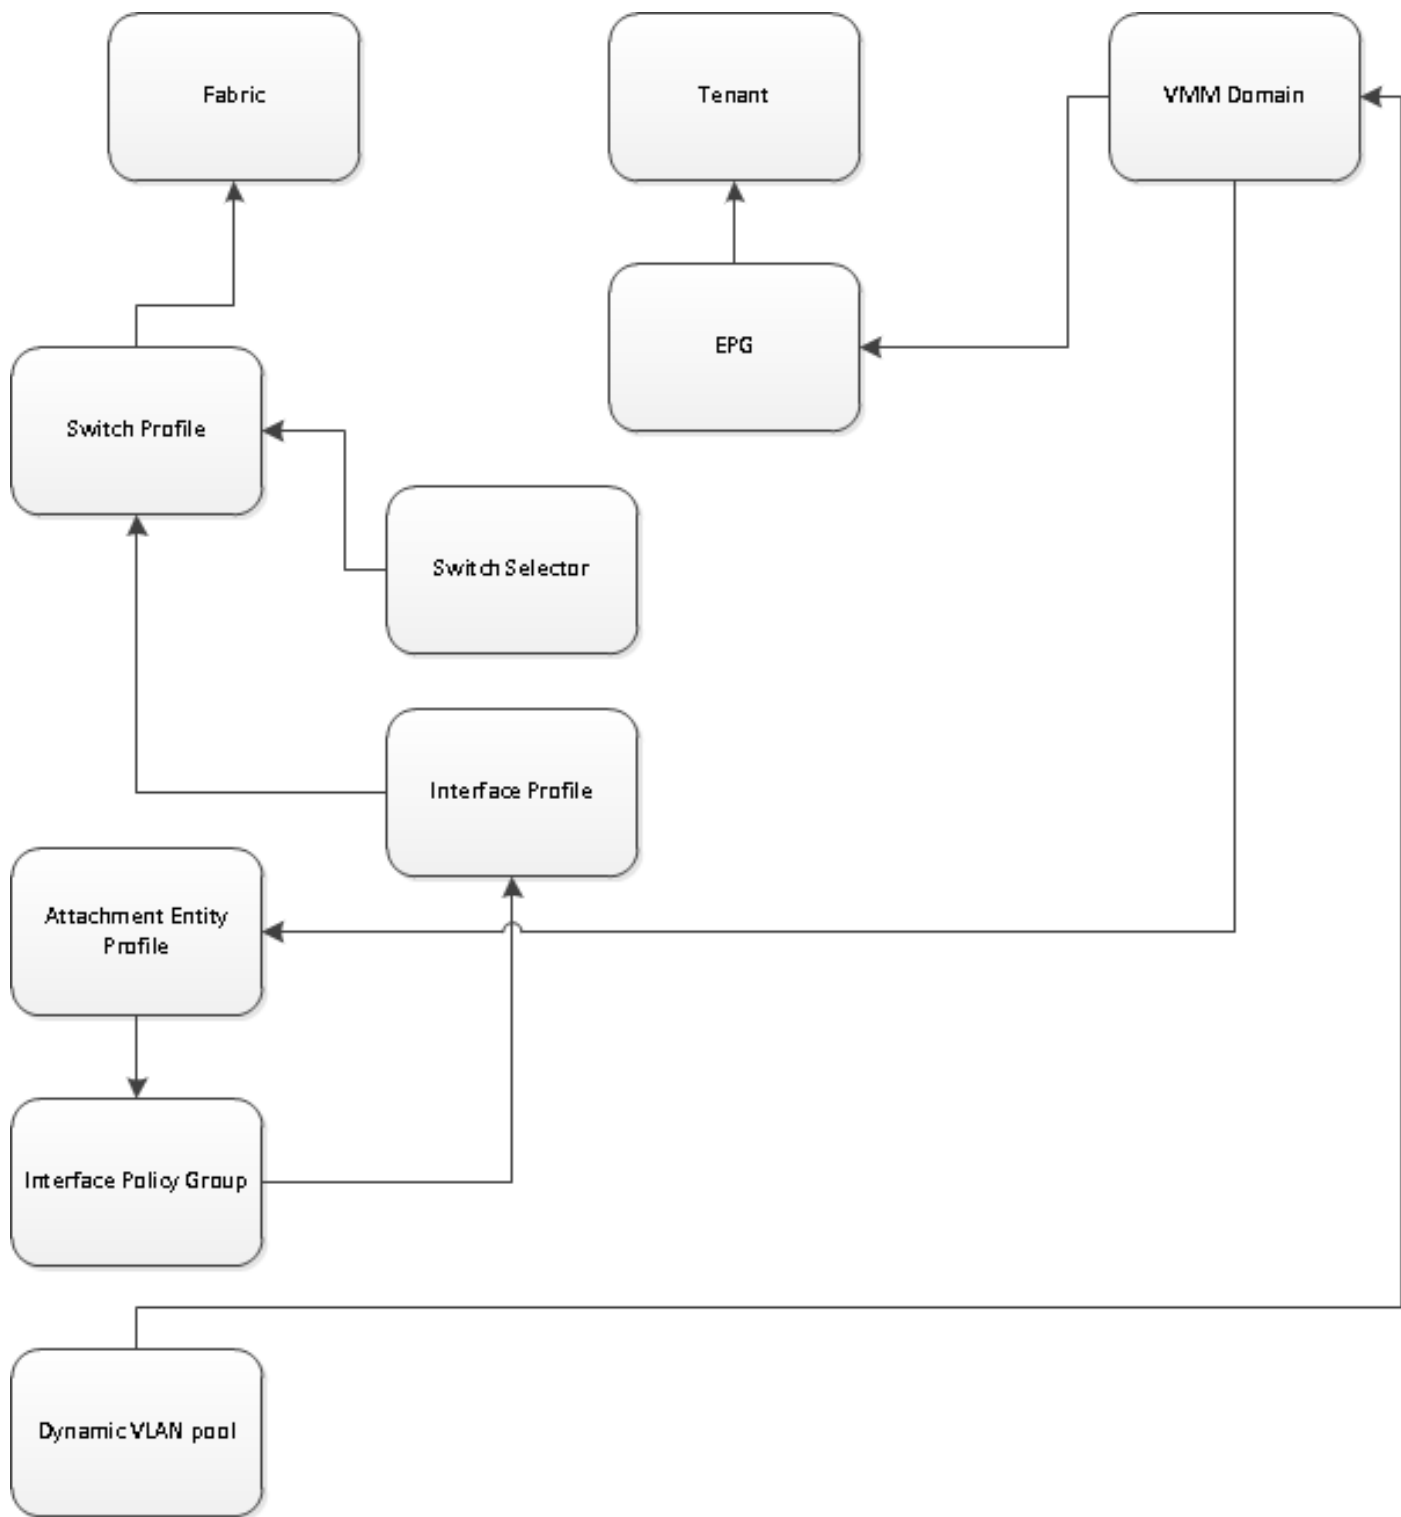 Fabric
Tenant
VMM Domain
EPG
Switch Profile
Switch Selector
Interface Profile
Attachment Entity
Profile
Interface Policy Group
Dynamic VLAN pool